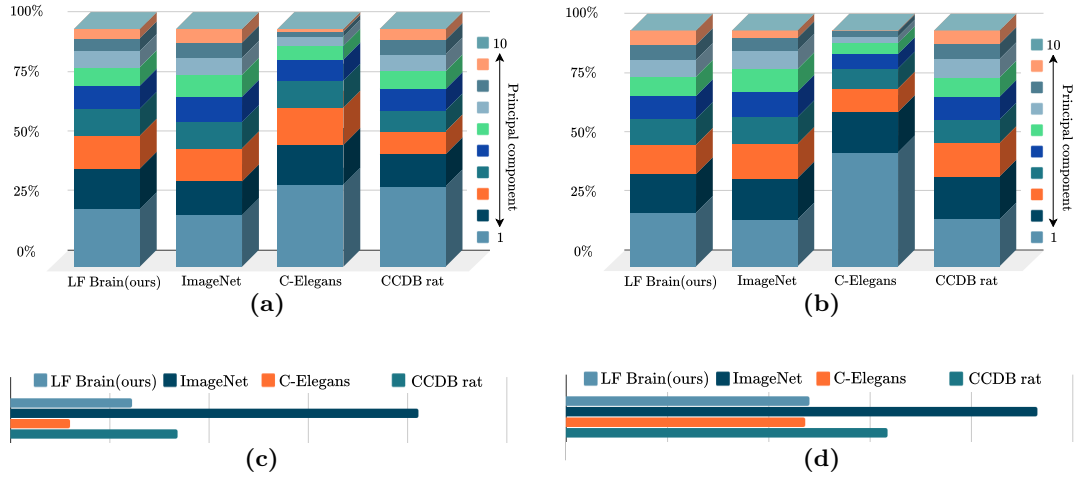 100%
75%
50%
25%
0%
10
Principal component
1
LF Brain(ours)
ImageNet
C-Elegans
CCDB rat
(a)
100%
75%
50%
25%
0%
10
Principal component
1
LF Brain(ours)
ImageNet
C-Elegans
CCDB rat
(b)
LF Brain(ours)
ImageNet
C-Elegans
CCDB rat
(c)
LF Brain(ours)
ImageNet
C-Elegans
CCDB rat
(d)